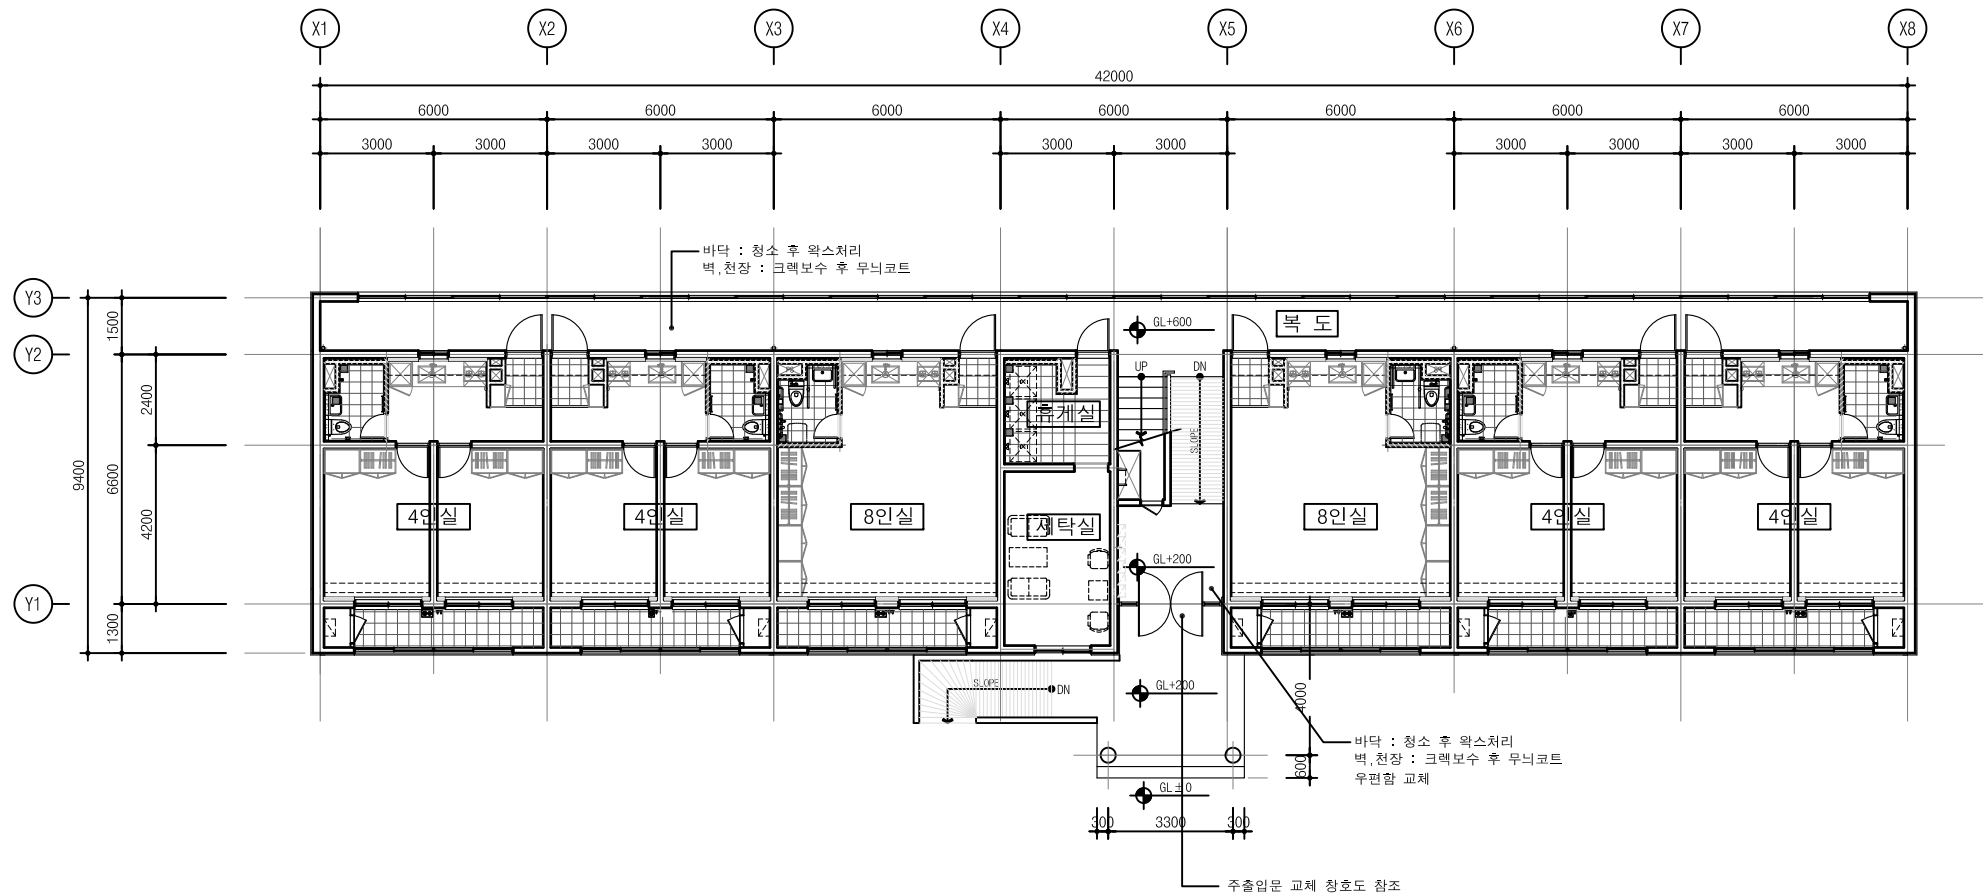 X1 X2 X3 X4 X5 X6 X7 X8
42000
6000 6000 6000 6000 6000 6000 6000
3000 3000 3000 3000 3000 3000 3000 3000 3000 3000
바닥 : 청소 후 왁스처리
벽,천장 : 크렉보수 후 무늬코트
Y3
1500
GL+600
복 도
Y2
UP
DN
2400
휴게실
SLOPE
9400
6600
4200
4인실 4인실 8인실 세탁실 8인실 4인실 4인실
GL+200
Y1
1300
SLOPE
DN
GL+200
4000
바닥 : 청소 후 왁스처리
벽,천장 : 크렉보수 후 무늬코트
우편함 교체
600
GL±0
300 3300 300
주출입문 교체 창호도 참조